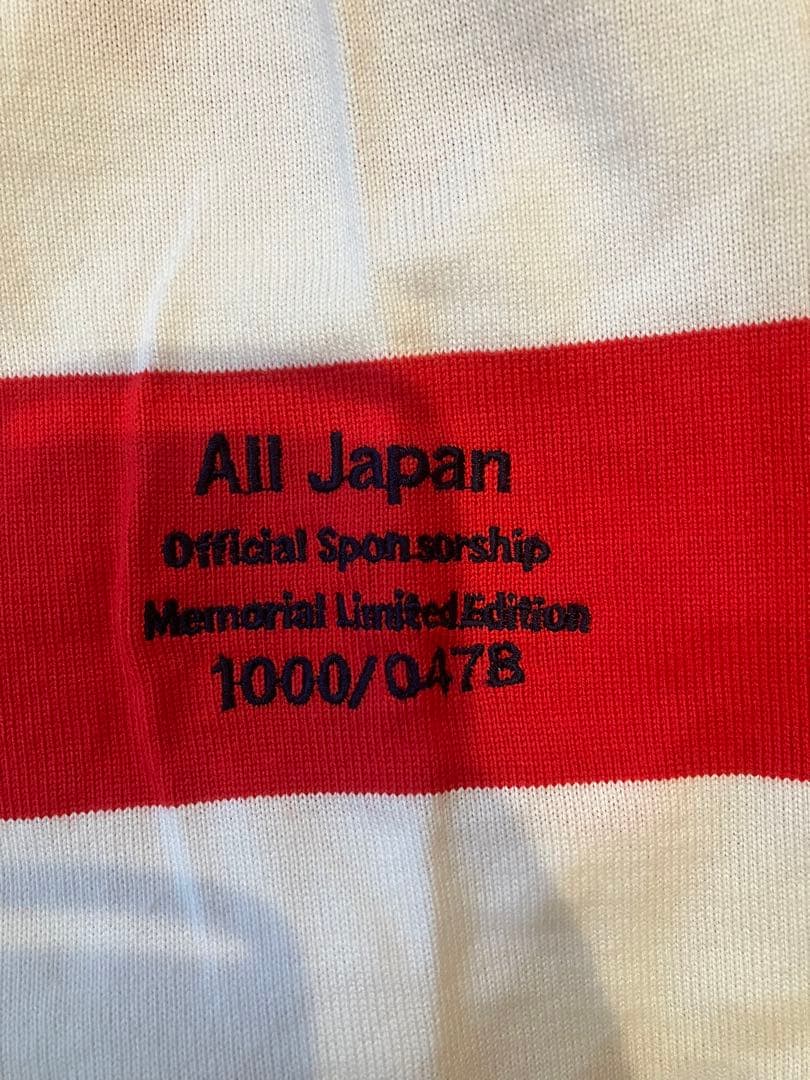 All Japan
Official Sponsorship
Memorial Limited Edition
1000/0478